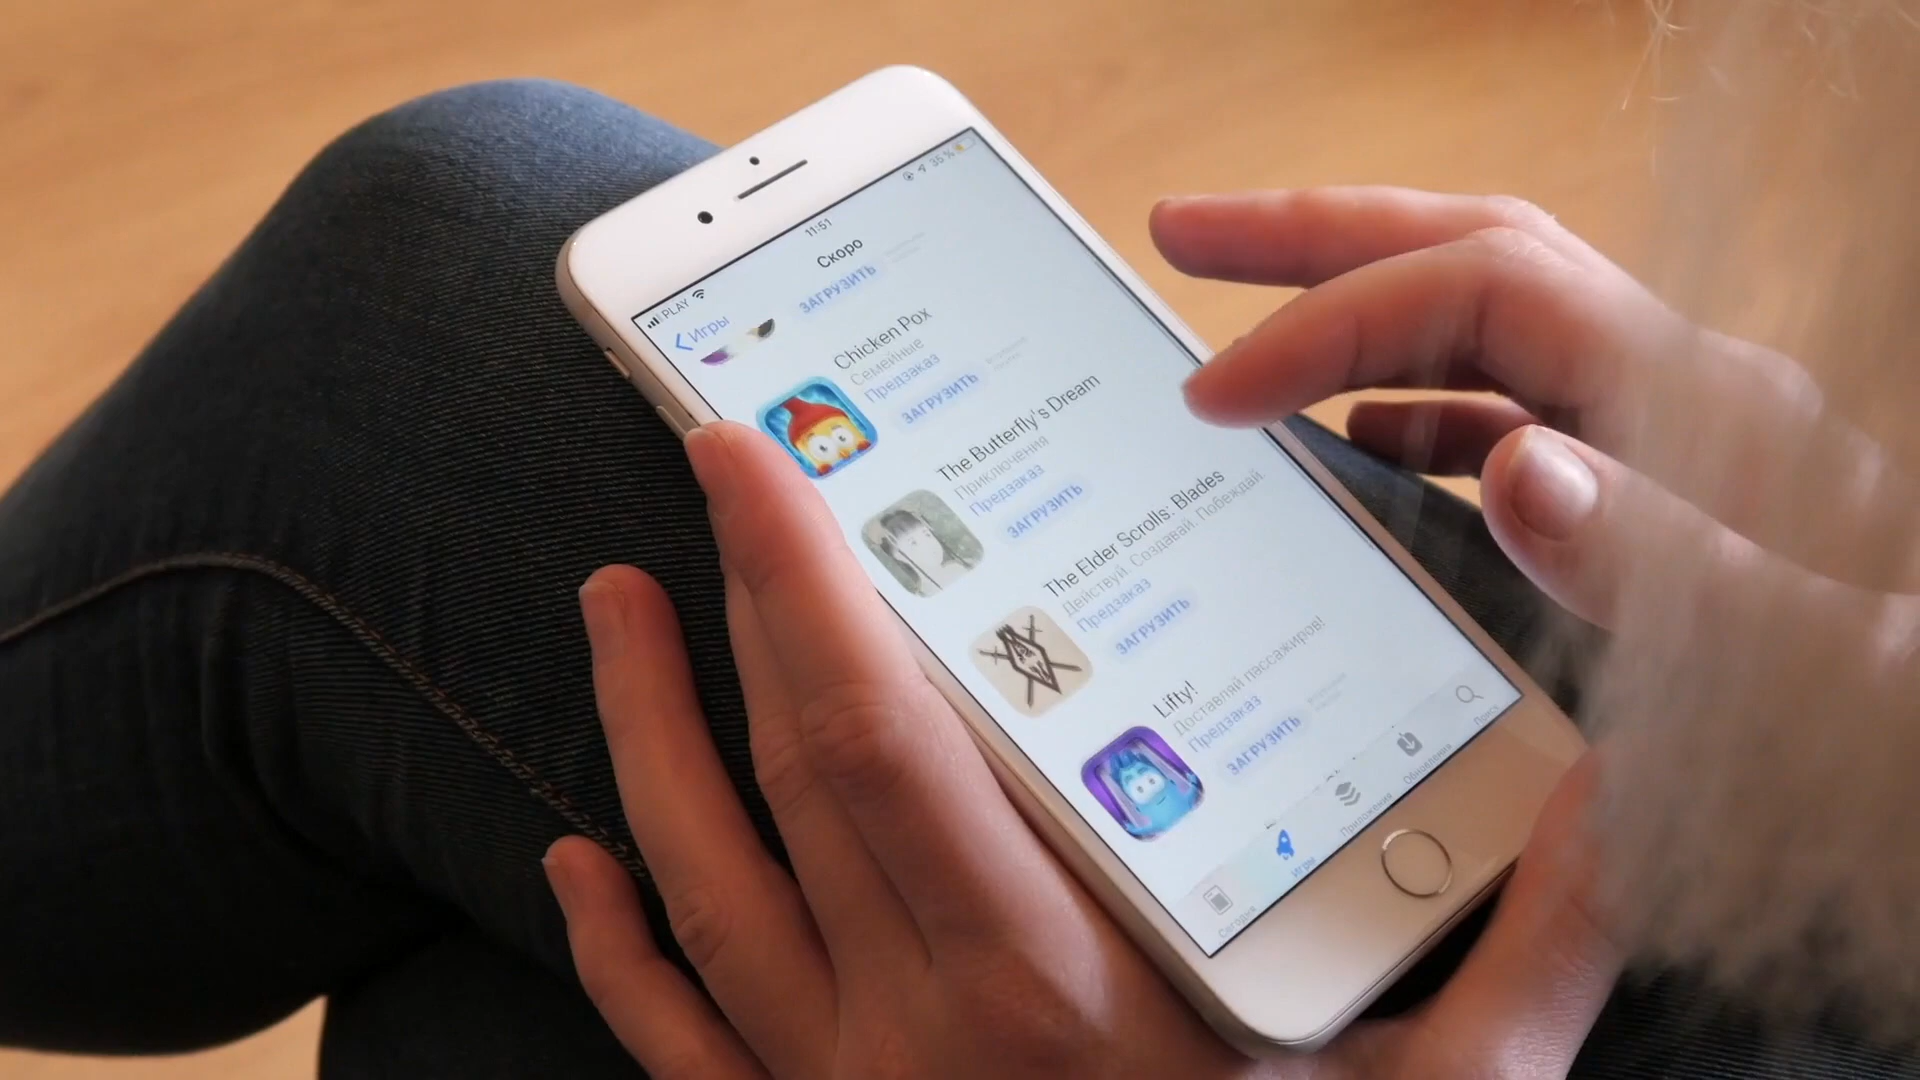 PLAY
11:51
35 %
Игры
Скоро
ЗАГРУЗИТЬ
Chicken Pox
Семейные
Предзаказ
ЗАГРУЗИТЬ
The Butterfly's Dream
Приключения
Предзаказ
ЗАГРУЗИТЬ
The Elder Scrolls: Blades
Действуй. Создавай. Побеждай.
Предзаказ
ЗАГРУЗИТЬ
Lifty!
Доставляй пассажиров!
Предзаказ
ЗАГРУЗИТЬ
Сегодня
Игры
Приложения
Обновления
Поиск